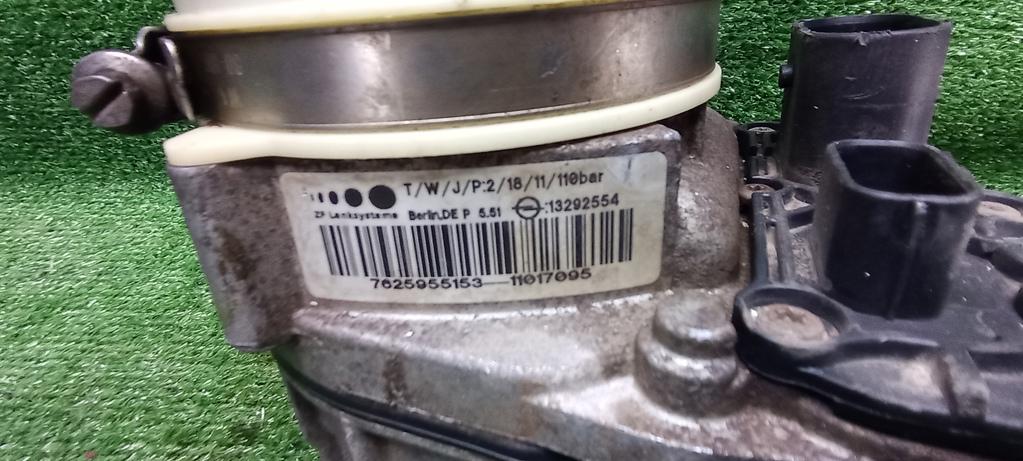 T/W/J/P:2/18/11/110bar
ZF Lenksysteme Berlin.DE P 5.51 :13292554
7625955153--11017095